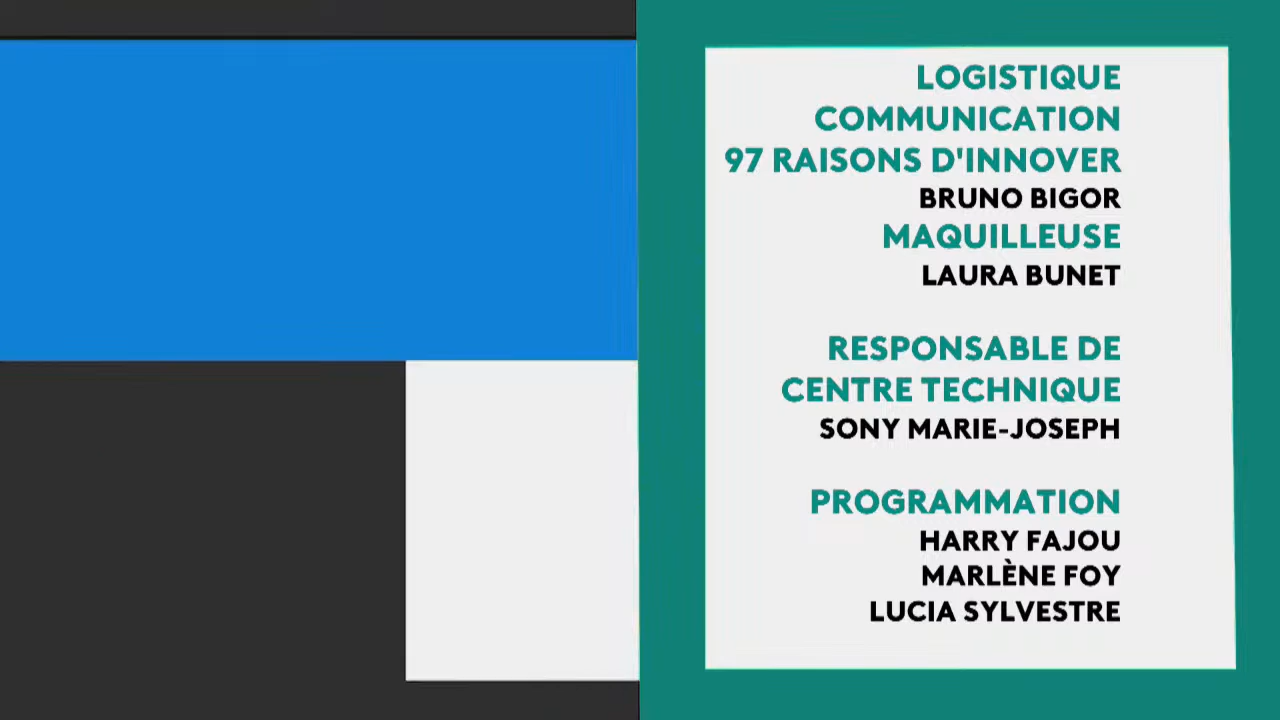 LOGISTIQUE
COMMUNICATION
97 RAISONS D'INNOVER
BRUNO BIGOR
MAQUILLEUSE
LAURA BUNET
RESPONSABLE DE
CENTRE TECHNIQUE
SONY MARIE-JOSEPH
PROGRAMMATION
HARRY FAJOU
MARLÈNE FOY
LUCIA SYLVESTRE